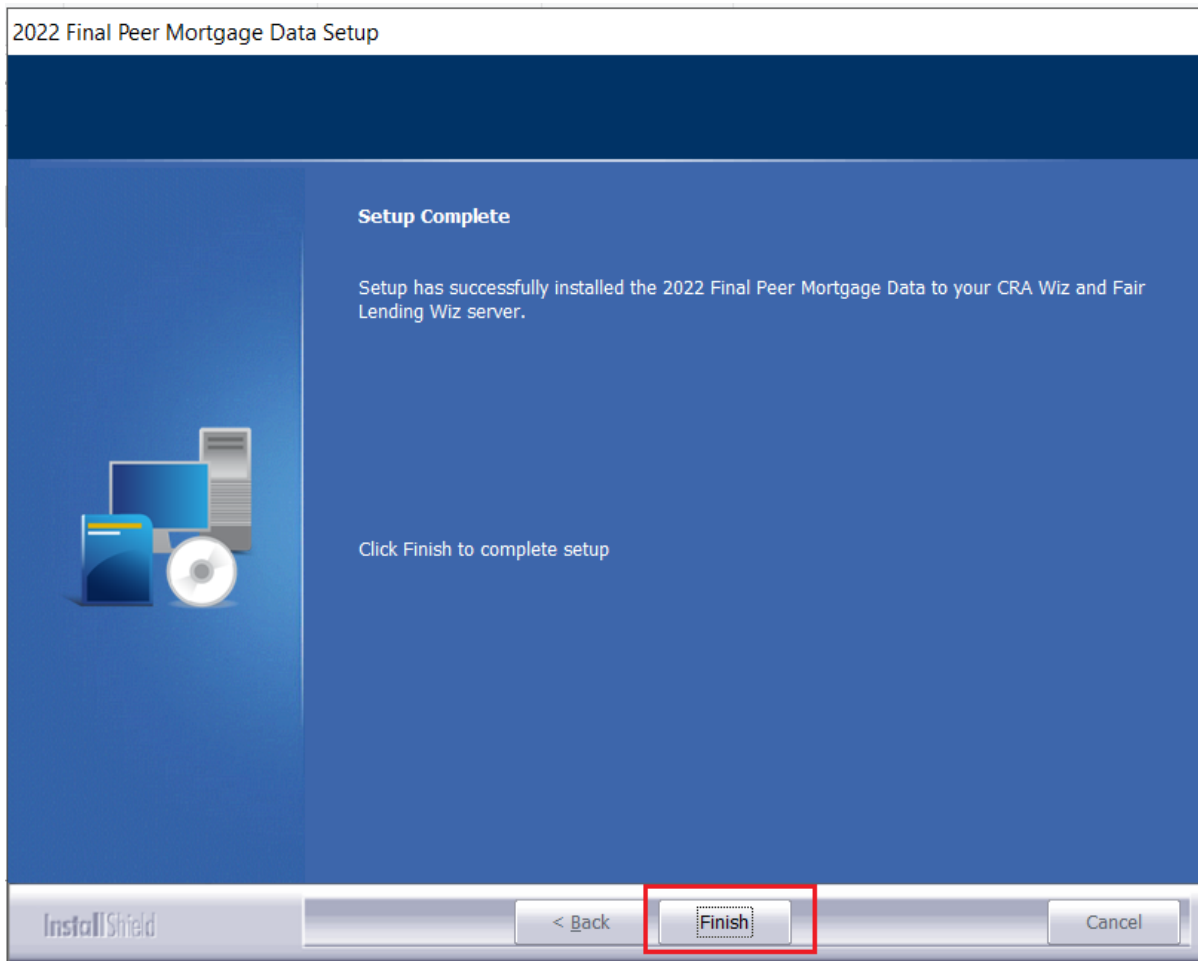 2022 Final Peer Mortgage Data Setup
Setup Complete
Setup has successfully installed the 2022 Final Peer Mortgage Data to your CRA Wiz and Fair
Lending Wiz server.
Click Finish to complete setup
InstallShield
< Back Finish Cancel